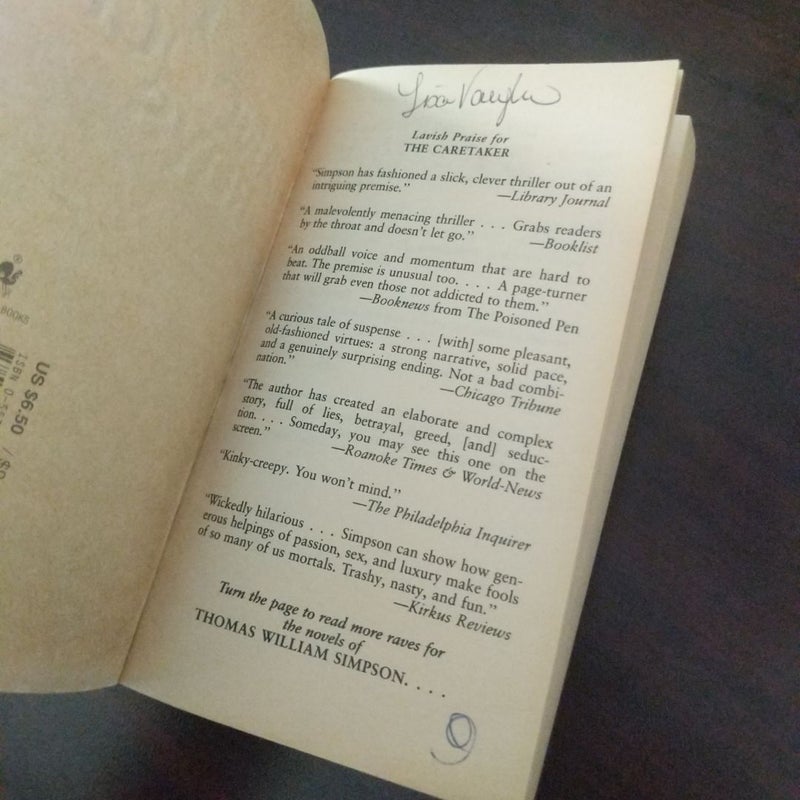 Lisa Vaughn
Lavish Praise for
THE CARETAKER
“Simpson has fashioned a slick, clever thriller out of an
intriguing premise.” —Library Journal
“A malevolently menacing thriller . . . Grabs readers
by the throat and doesn’t let go.” —Booklist
“An oddball voice and momentum that are hard to
beat. The premise is unusual too. . . . A page-turner
that will grab even those not addicted to them.”
—Booknews from The Poisoned Pen
“A curious tale of suspense . . . [with] some pleasant,
old-fashioned virtues: a strong narrative, solid pace,
and a genuinely surprising ending. Not a bad combi-
nation.” —Chicago Tribune
“The author has created an elaborate and complex
story, full of lies, betrayal, greed, [and] seduc-
tion. . . . Someday, you may see this one on the
screen.” —Roanoke Times & World-News
“Kinky-creepy. You won’t mind.”
—The Philadelphia Inquirer
“Wickedly hilarious . . . Simpson can show how gen-
erous helpings of passion, sex, and luxury make fools
of so many of us mortals. Trashy, nasty, and fun.”
—Kirkus Reviews
Turn the page to read more raves for
the novels of
THOMAS WILLIAM SIMPSON. . . .
BOOKS
ISBN 0-
US $6.50 /